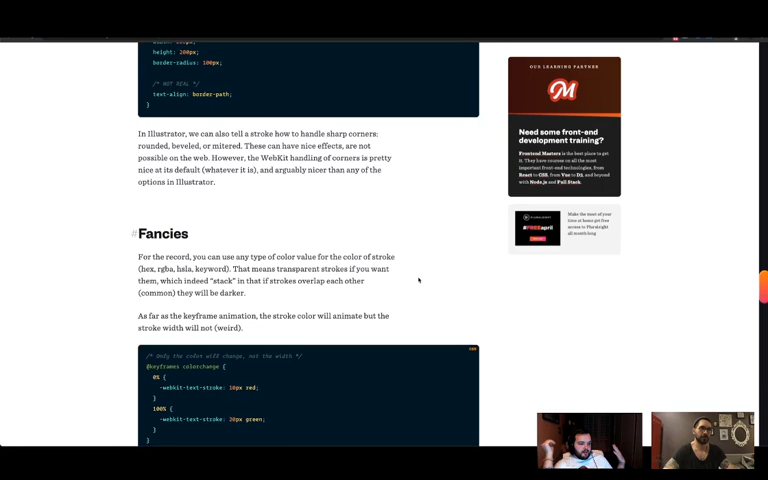 height: 200px;
border-radius: 100px;
/* NOT REAL */
text-align: border-path;
}
In Illustrator, we can also tell a stroke how to handle sharp corners:
rounded, beveled, or mitered. These can have nice effects, are not
possible on the web. However, the WebKit handling of corners is pretty
nice at its default (whatever it is), and arguably nicer than any of the
options in Illustrator.
#Fancies
For the record, you can use any type of color value for the color of stroke
(hex, rgba, hsla, keyword). That means transparent strokes if you want
them, which indeed "stack" in that if strokes overlap each other
(common) they will be darker.
As far as the keyframe animation, the stroke color will animate but the
stroke width will not (weird).
/* Only the color will change, not the width */
@keyframes colorchange {
0% {
-webkit-text-stroke: 10px red;
}
100% {
-webkit-text-stroke: 20px green;
}
}
OUR LEARNING PARTNER
M
Need some front-end
development training?
Frontend Masters is the best place to get
it. They have courses on all the most
important front-end technologies, from
React to CSS, from Vue to D3, and beyond
with Node.js and Full Stack.
PLURALSIGHT
#FREEapril
Make the most of your
time at home get free
access to Pluralsight
all month long